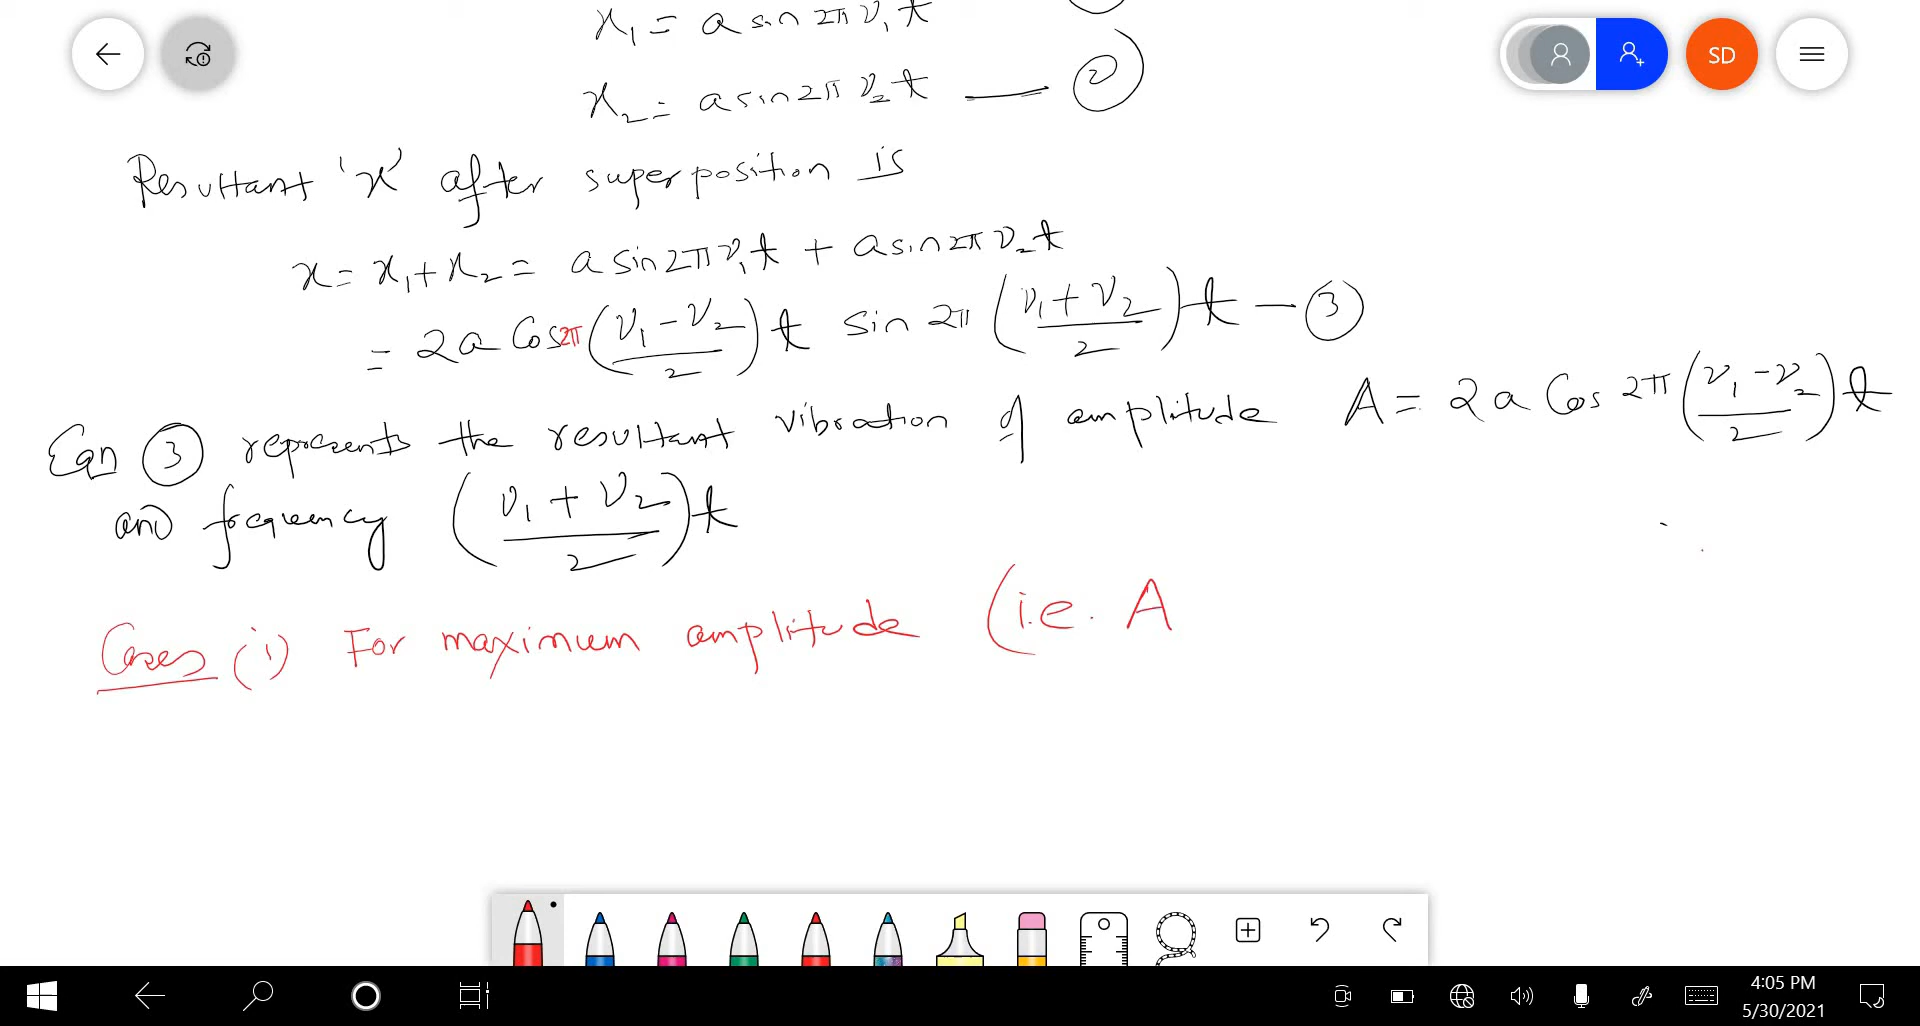 SD
x₁ = a sin 2π ν₁ t
x₂ = a sin 2π ν₂ t — ②
Resultant 'x' after superposition is
x = x₁ + x₂ = a sin 2π ν₁ t + a sin 2π ν₂ t
= 2a Cos 2π ((ν₁ - ν₂)/2) t sin 2π ((ν₁ + ν₂)/2) t — ③
Eqn ③ represents the resultant vibration of amplitude A = 2a Cos 2π ((ν₁ - ν₂)/2) t
and frequency ((ν₁ + ν₂)/2) t
Cases (i) For maximum amplitude (i.e. A
4:05 PM
5/30/2021